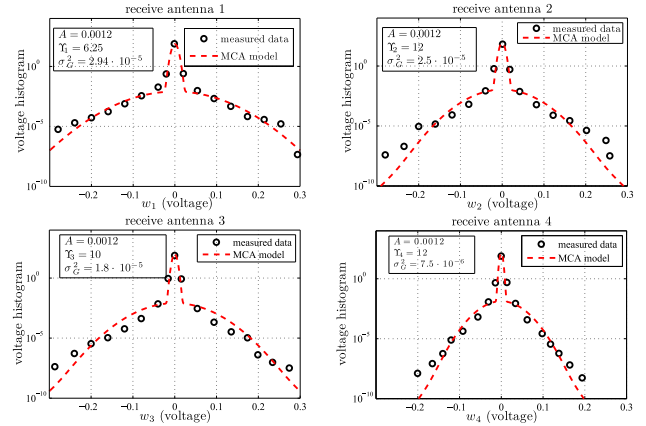 receive antenna 1
A = 0.0012
ϒ1 = 6.25
σ²G = 2.94 · 10⁻⁵
measured data
MCA model
voltage histogram
10⁰
10⁻⁵
10⁻¹⁰
−0.2 −0.1 0 0.1 0.2 0.3
w1 (voltage)
receive antenna 2
A = 0.0012
ϒ2 = 12
σ²G = 2.5 · 10⁻⁵
measured data
MCA model
voltage histogram
10⁰
10⁻⁵
10⁻¹⁰
−0.2 −0.1 0 0.1 0.2 0.3
w2 (voltage)
receive antenna 3
A = 0.0012
ϒ3 = 10
σ²G = 1.8 · 10⁻⁵
measured data
MCA model
voltage histogram
10⁰
10⁻⁵
10⁻¹⁰
−0.2 −0.1 0 0.1 0.2 0.3
w3 (voltage)
receive antenna 4
A = 0.0012
ϒ4 = 12
σ²G = 7.5 · 10⁻⁶
measured data
MCA model
voltage histogram
10⁰
10⁻⁵
10⁻¹⁰
−0.2 −0.1 0 0.1 0.2 0.3
w4 (voltage)